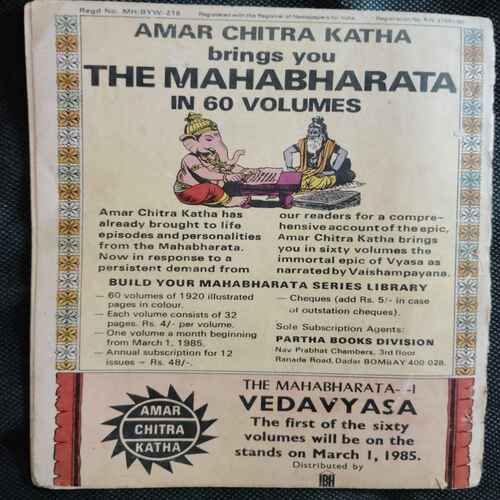 Regd No. MH-BYW-218
Registered with the Registrar of Newspapers for India
AMAR CHITRA KATHA
brings you
THE MAHABHARATA
IN 60 VOLUMES
Amar Chitra Katha has
already brought to life
episodes and personalities
from the Mahabharata.
Now in response to a
persistent demand from
our readers for a compre-
hensive account of the epic,
Amar Chitra Katha brings
you in sixty volumes the
immortal epic of Vyasa as
narrated by Vaishampayana.
BUILD YOUR MAHABHARATA SERIES LIBRARY
— 60 volumes of 1920 illustrated
pages in colour.
— Each volume consists of 32
pages. Rs. 4/- per volume.
— One volume a month beginning
from March 1, 1985.
— Annual subscription for 12
issues – Rs. 48/-.
— Cheques (add Rs. 5/- in case
of outstation cheques).
Sole Subscription Agents:
PARTHA BOOKS DIVISION
Nav Prabhat Chambers, 3rd floor
Ranade Road, Dadar BOMBAY 400 028.
AMAR
CHITRA
KATHA
THE MAHABHARATA--1
VEDAVYASA
The first of the sixty
volumes will be on the
stands on March 1, 1985.
Distributed by
IBH